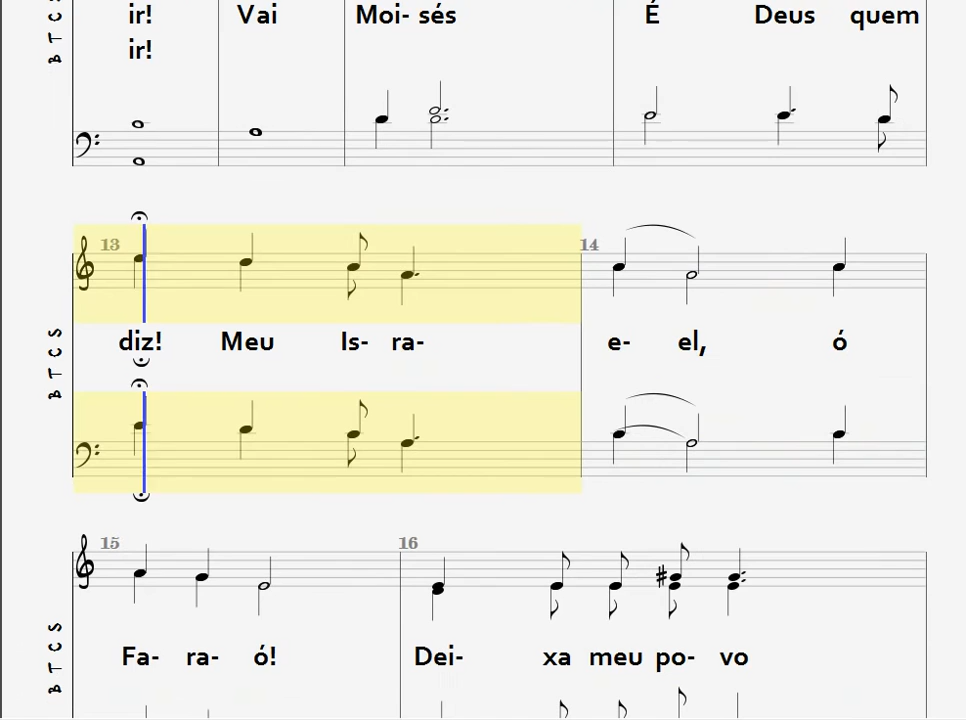 ir! Vai Moi- sés É Deus quem
ir!
B T C S
13 14
diz! Meu Is- ra- e- el, ó
B T C S
15 16
Fa- ra- ó! Dei- xa meu po- vo
B T C S